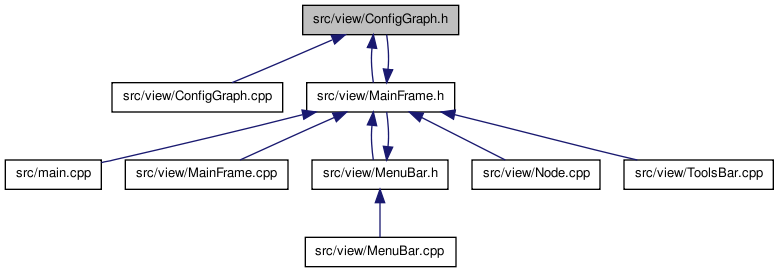 src/view/ConfigGraph.h
src/view/ConfigGraph.cpp
src/view/MainFrame.h
src/main.cpp
src/view/MainFrame.cpp
src/view/MenuBar.h
src/view/Node.cpp
src/view/ToolsBar.cpp
src/view/MenuBar.cpp